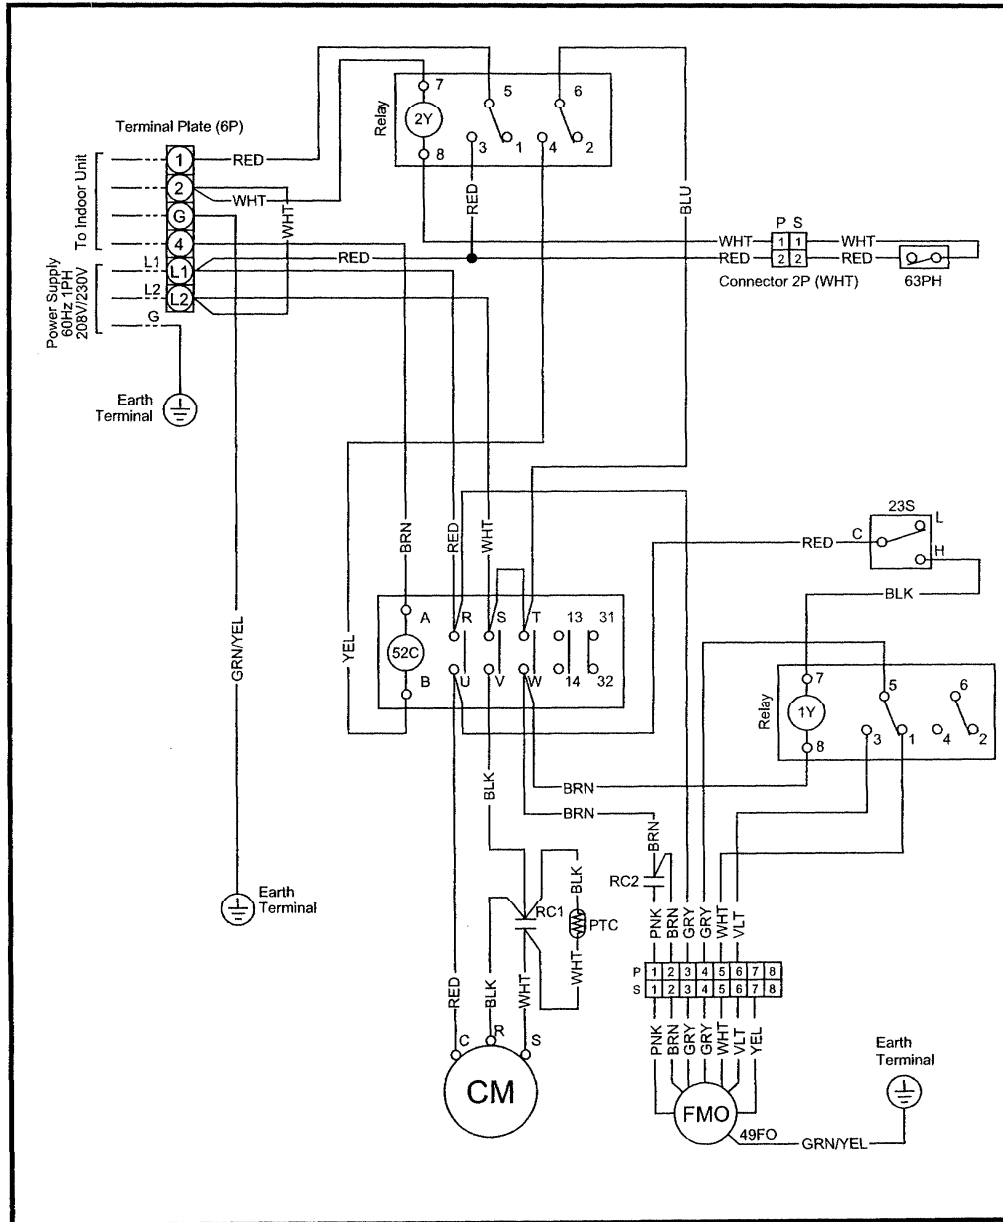 Terminal Plate (6P)
To Indoor Unit
Power Supply
60Hz 1PH
208V/230V
1
2
G
4
L1
L1
L2
L2
G
RED
WHT
WHT
RED
Earth
Terminal
GRN/YEL
Earth
Terminal
Relay
7
2Y
8
5
6
3
1
4
2
RED
BLU
P S
WHT
1 1
WHT
RED
2 2
RED
Connector 2P (WHT)
63PH
BRN
RED
WHT
YEL
A
R
S
T
13
31
52C
B
U
V
W
14
32
23S
L
C
H
RED
BLK
Relay
7
1Y
8
5
6
3
1
4
2
BRN
BRN
BLK
BRN
RC2
RC1
BLK
PTC
WHT
PNK
BRN
GRY
GRY
WHT
VLT
P 1 2 3 4 5 6 7 8
S 1 2 3 4 5 6 7 8
PNK
BRN
GRY
GRY
WHT
VLT
YEL
RED
BLK
WHT
C
R
S
CM
FMO
49FO
GRN/YEL
Earth
Terminal